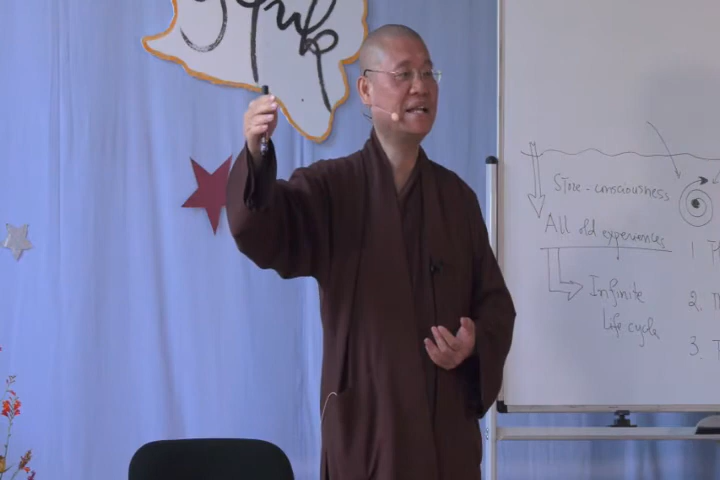 Store-consciousness
All old experiences
Infinite
Life cycle
1
2.
3.